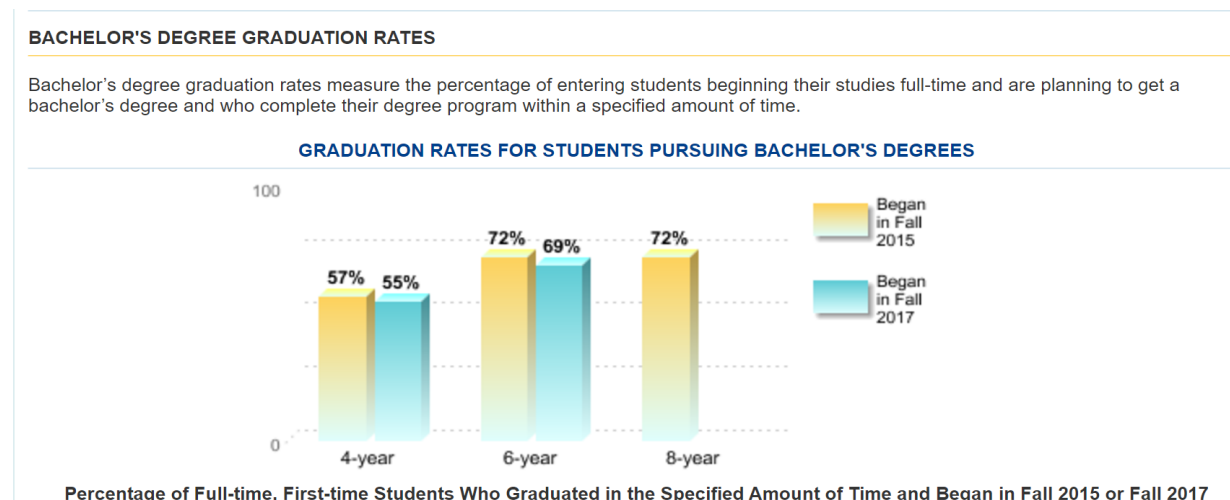 BACHELOR'S DEGREE GRADUATION RATES
Bachelor’s degree graduation rates measure the percentage of entering students beginning their studies full-time and are planning to get a
bachelor’s degree and who complete their degree program within a specified amount of time.
GRADUATION RATES FOR STUDENTS PURSUING BACHELOR'S DEGREES
100
57%
55%
72%
69%
72%
0
4-year
6-year
8-year
Began
in Fall
2015
Began
in Fall
2017
Percentage of Full-time, First-time Students Who Graduated in the Specified Amount of Time and Began in Fall 2015 or Fall 2017